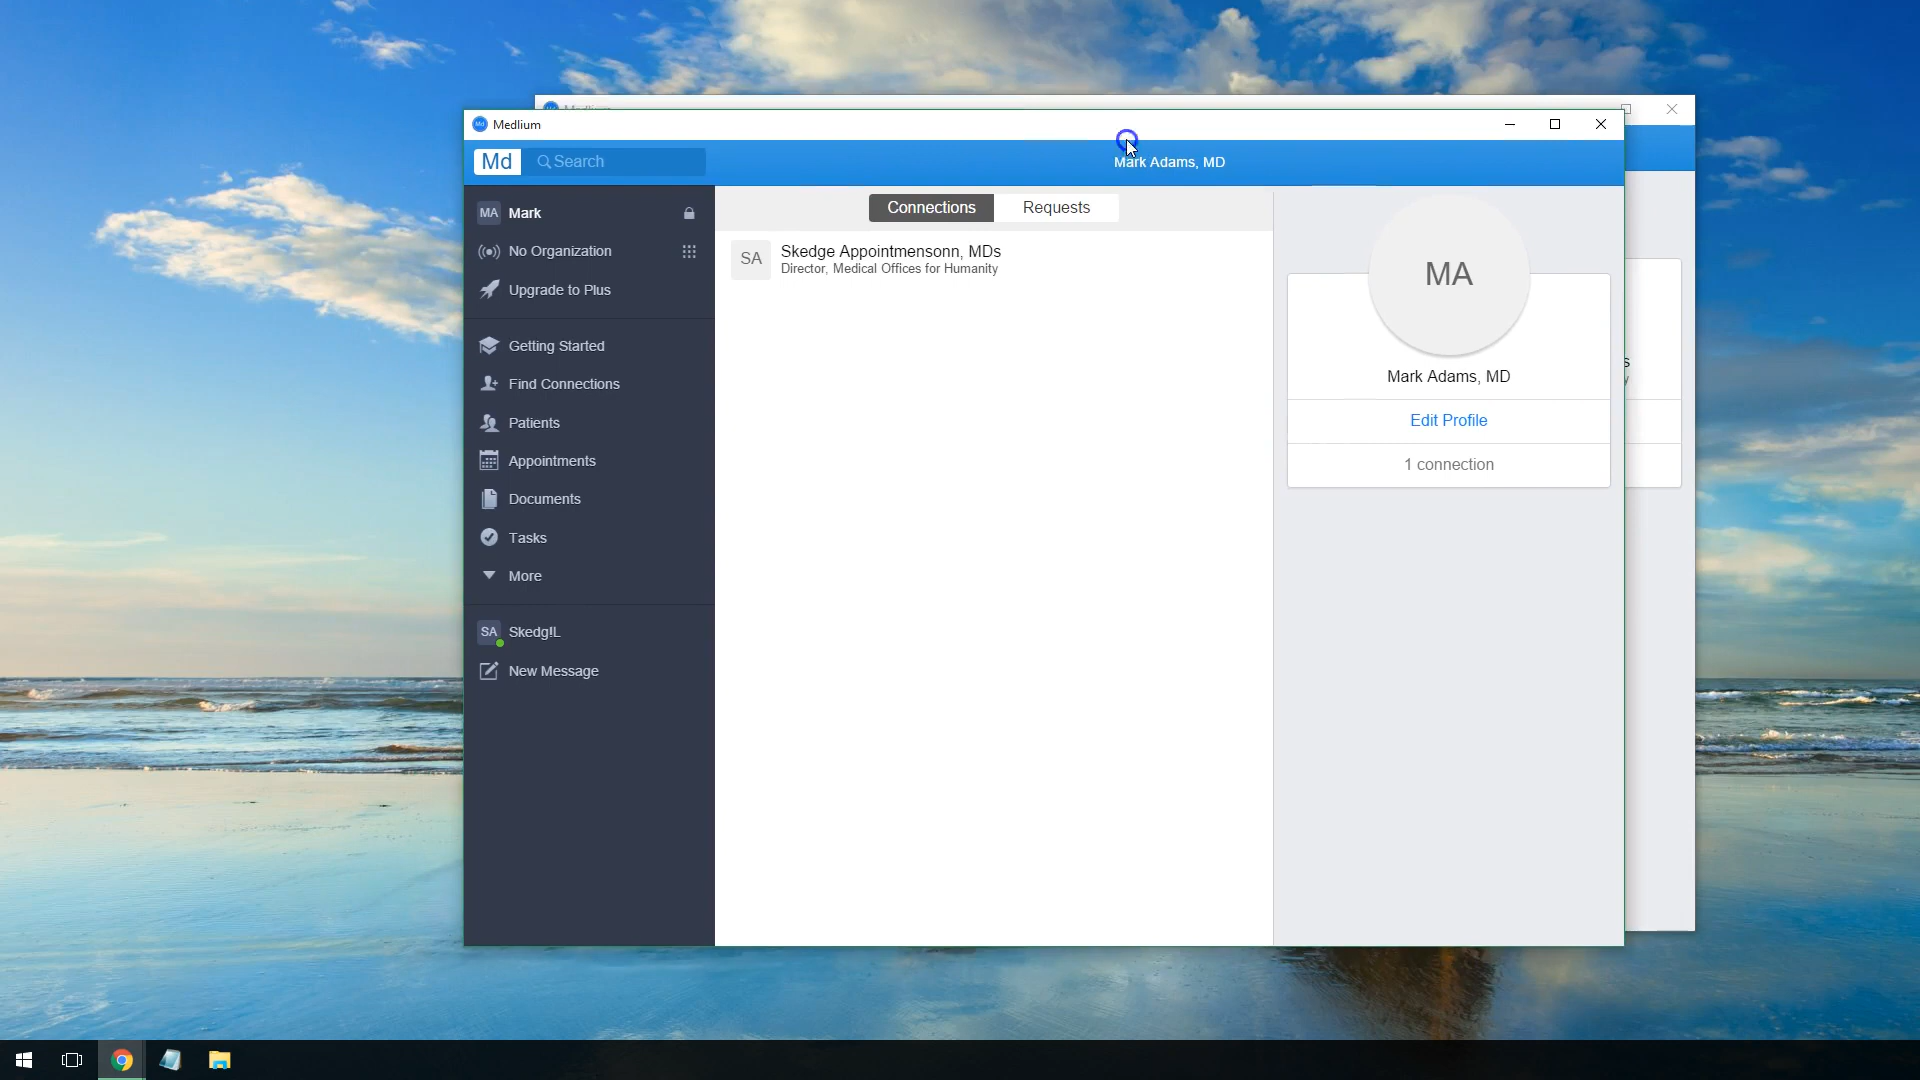 Medlium
Md Search
Mark Adams, MD
MA Mark
No Organization
Upgrade to Plus
Getting Started
Find Connections
Patients
Appointments
Documents
Tasks
More
SA Skedg!L
New Message
Connections Requests
SA
Skedge Appointmensonn, MDs
Director, Medical Offices for Humanity
MA
Mark Adams, MD
Edit Profile
1 connection